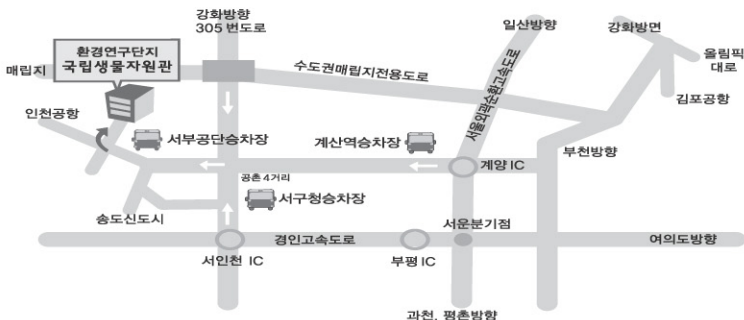 강화방향
305 번도로
일산방향
강화방면
올림픽
대로
환경연구단지
국립생물자원관
매립지
수도권매립지전용도로
서울외곽순환고속도로
김포공항
인천공항
서부공단승차장
계산역승차장
부천방향
계양 IC
공촌 4거리
서구청승차장
송도신도시
서운분기점
경인고속도로
여의도방향
서인천 IC
부평 IC
과천, 평촌방향